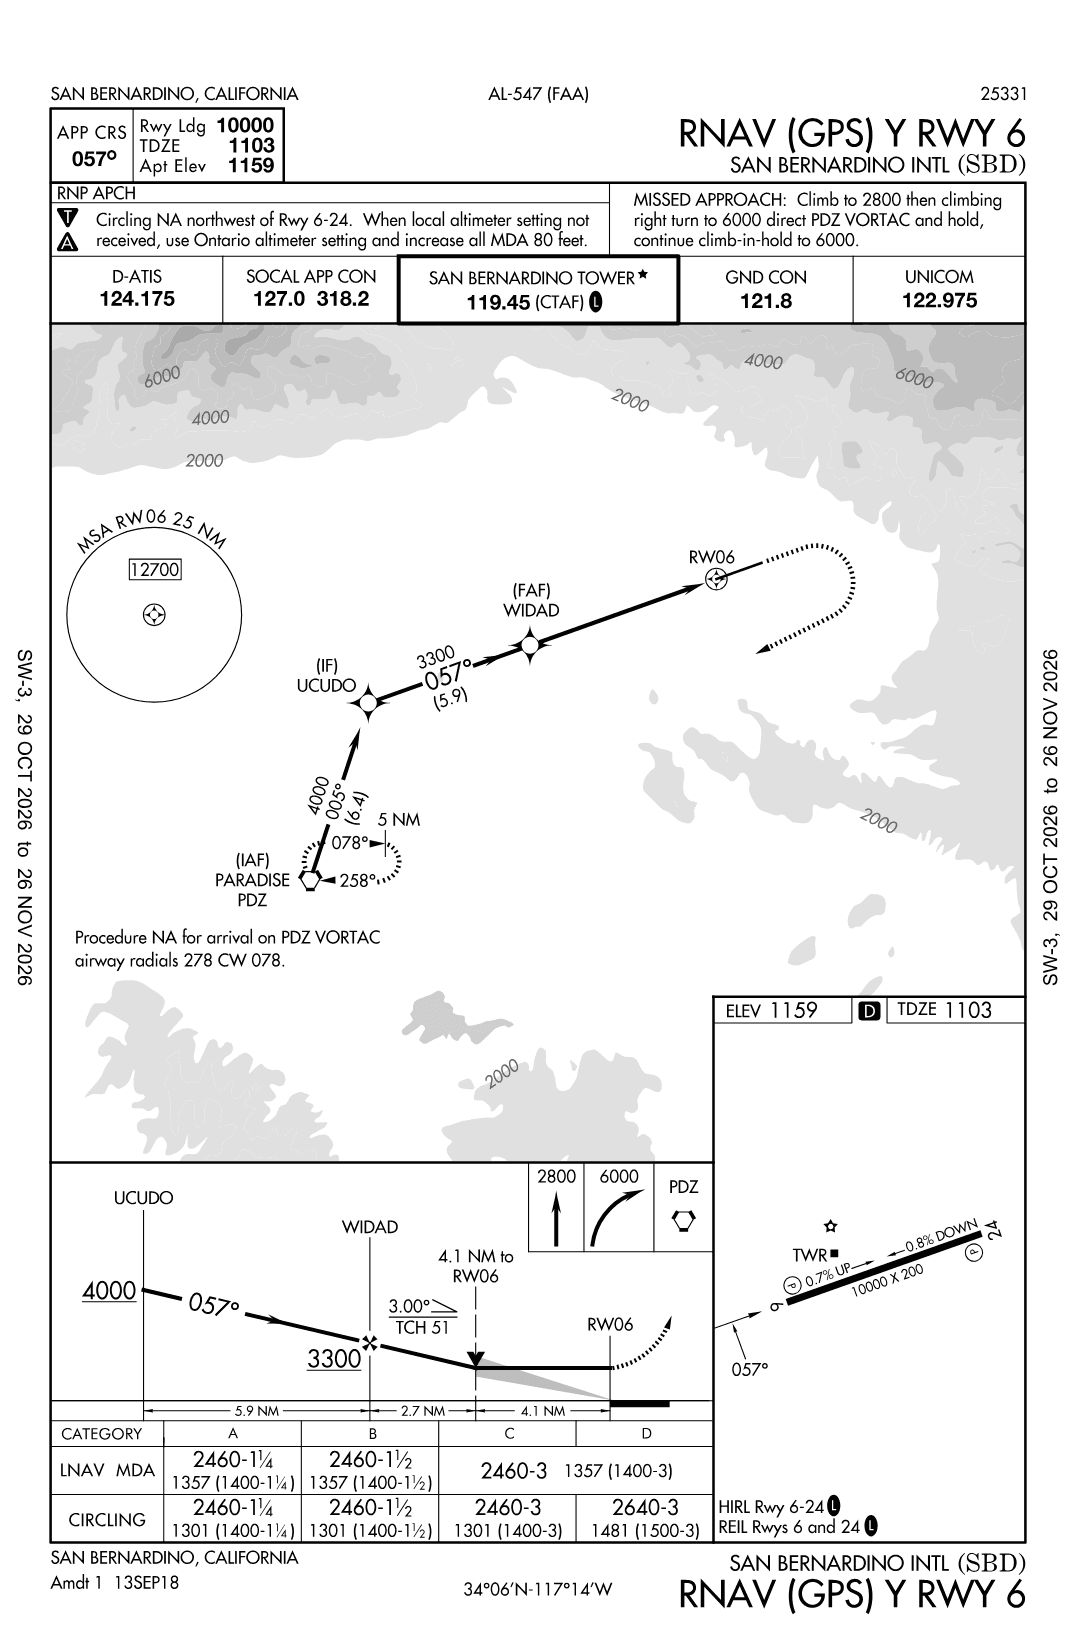 SAN BERNARDINO, CALIFORNIA
AL-547 (FAA)
25331
APP CRS
057°
Rwy Ldg 10000
TDZE 1103
Apt Elev 1159
RNAV (GPS) Y RWY 6
SAN BERNARDINO INTL (SBD)
RNP APCH
T
A
Circling NA northwest of Rwy 6-24. When local altimeter setting not
received, use Ontario altimeter setting and increase all MDA 80 feet.
MISSED APPROACH: Climb to 2800 then climbing
right turn to 6000 direct PDZ VORTAC and hold,
continue climb-in-hold to 6000.
D-ATIS
124.175
SOCAL APP CON
127.0 318.2
SAN BERNARDINO TOWER★
119.45 (CTAF) L
GND CON
121.8
UNICOM
122.975
6000
4000
2000
2000
4000
6000
MSA RW06 25 NM
12700
RW06
(FAF)
WIDAD
(IF)
UCUDO
3300
057°
(5.9)
4000
005°
(6.4)
5 NM
078°
258°
(IAF)
PARADISE
PDZ
2000
Procedure NA for arrival on PDZ VORTAC
airway radials 278 CW 078.
2000
SW-3, 29 OCT 2026 to 26 NOV 2026
SW-3, 29 OCT 2026 to 26 NOV 2026
ELEV 1159
D
TDZE 1103
TWR
P
0.7% UP
0.8% DOWN
P
10000 X 200
6
24
057°
HIRL Rwy 6-24 L
REIL Rwys 6 and 24 L
2800
6000
PDZ
UCUDO
WIDAD
4.1 NM to
RW06
4000
057°
3.00°
TCH 51
RW06
3300
5.9 NM
2.7 NM
4.1 NM
CATEGORY A B C D
LNAV MDA
2460-1¼
1357 (1400-1¼)
2460-1½
1357 (1400-1½)
2460-3 1357 (1400-3)
CIRCLING
2460-1¼
1301 (1400-1¼)
2460-1½
1301 (1400-1½)
2460-3
1301 (1400-3)
2640-3
1481 (1500-3)
SAN BERNARDINO, CALIFORNIA
Amdt 1 13SEP18
34°06'N-117°14'W
SAN BERNARDINO INTL (SBD)
RNAV (GPS) Y RWY 6